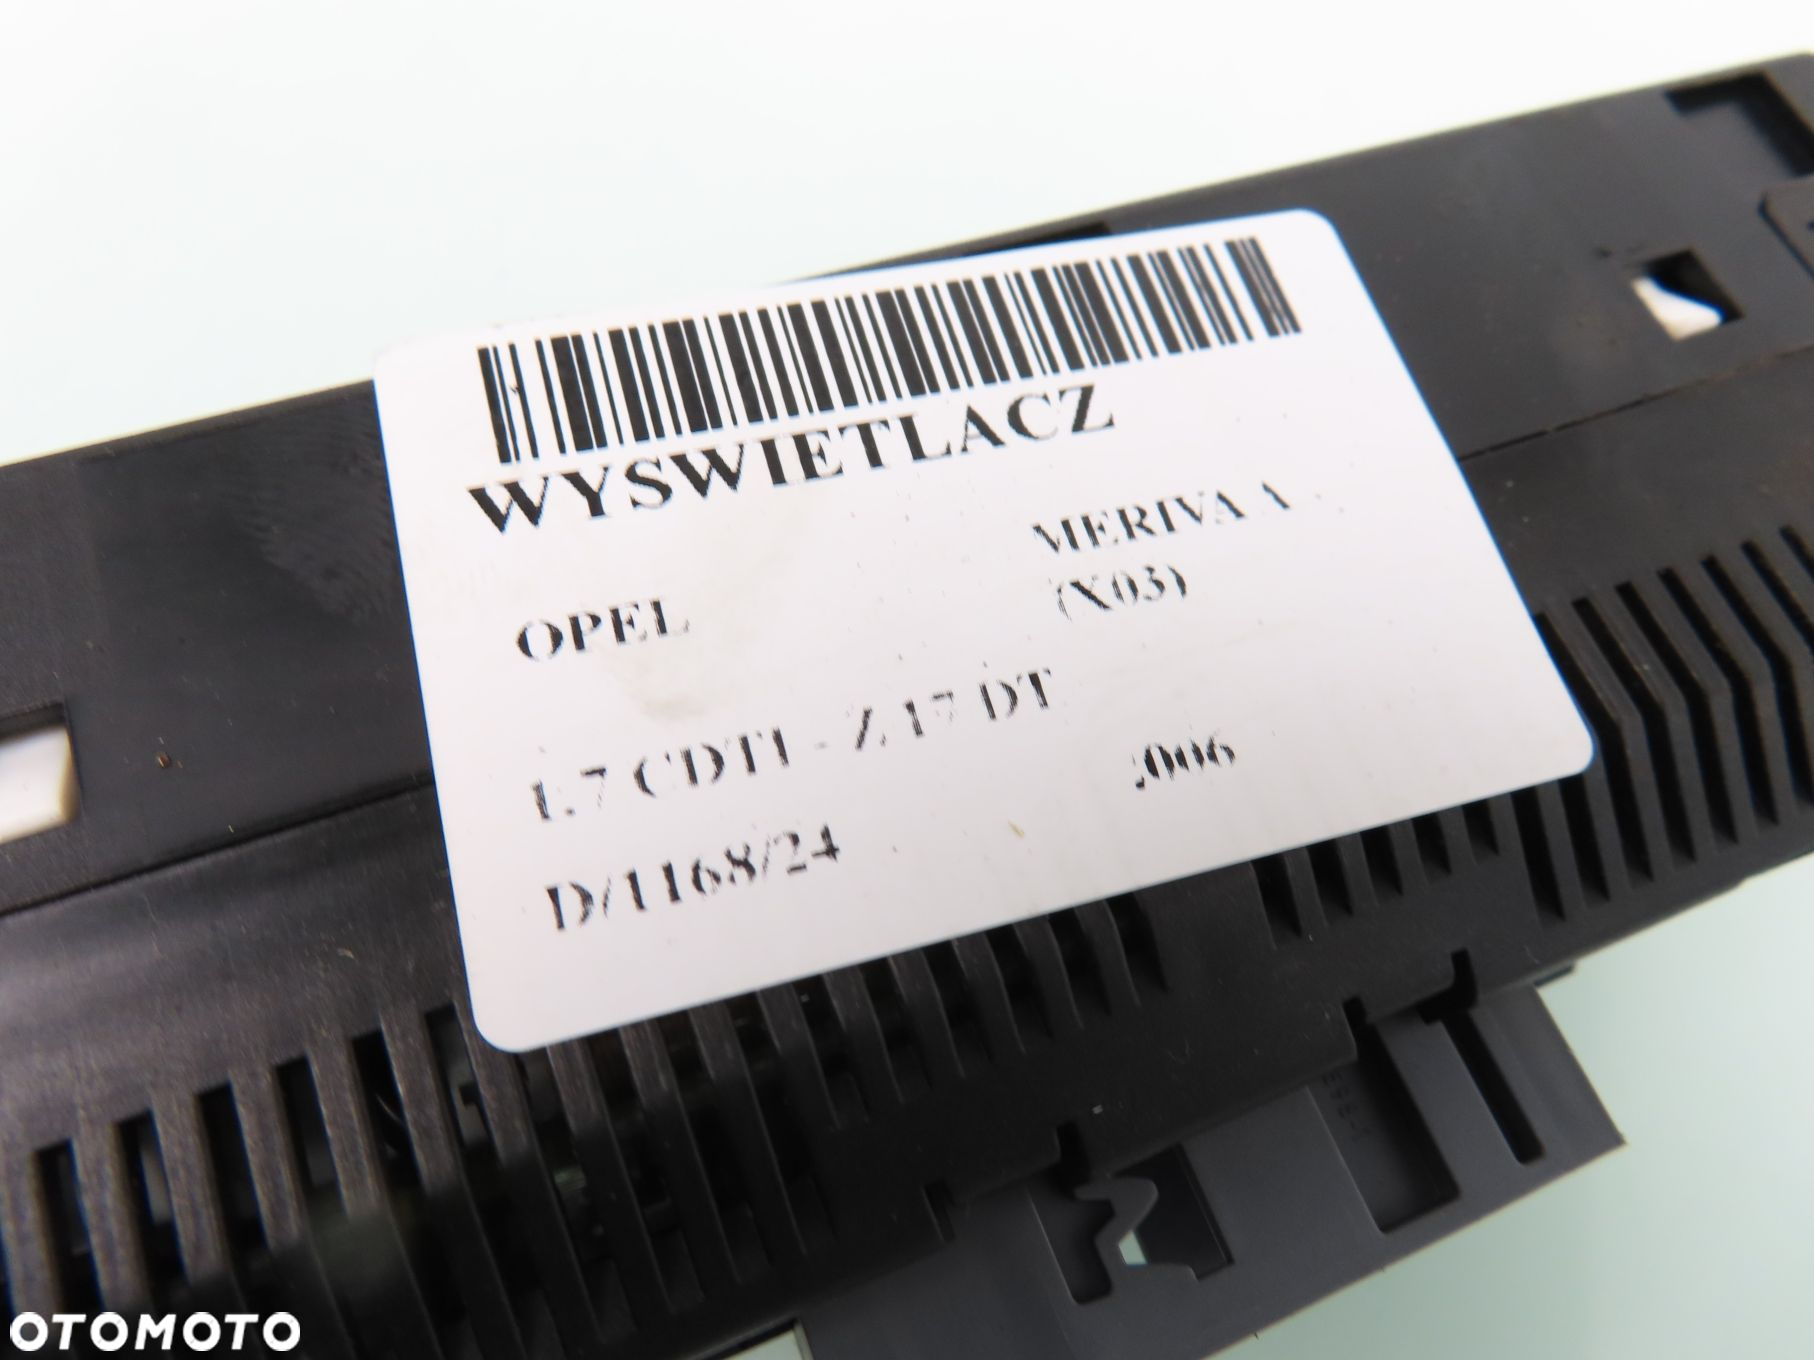 WYSWIETLACZ
OPEL MERIVA A
(X03)
1.7 CDTI - Z 17 DT
2006
D/1168/24
OTOMOTO